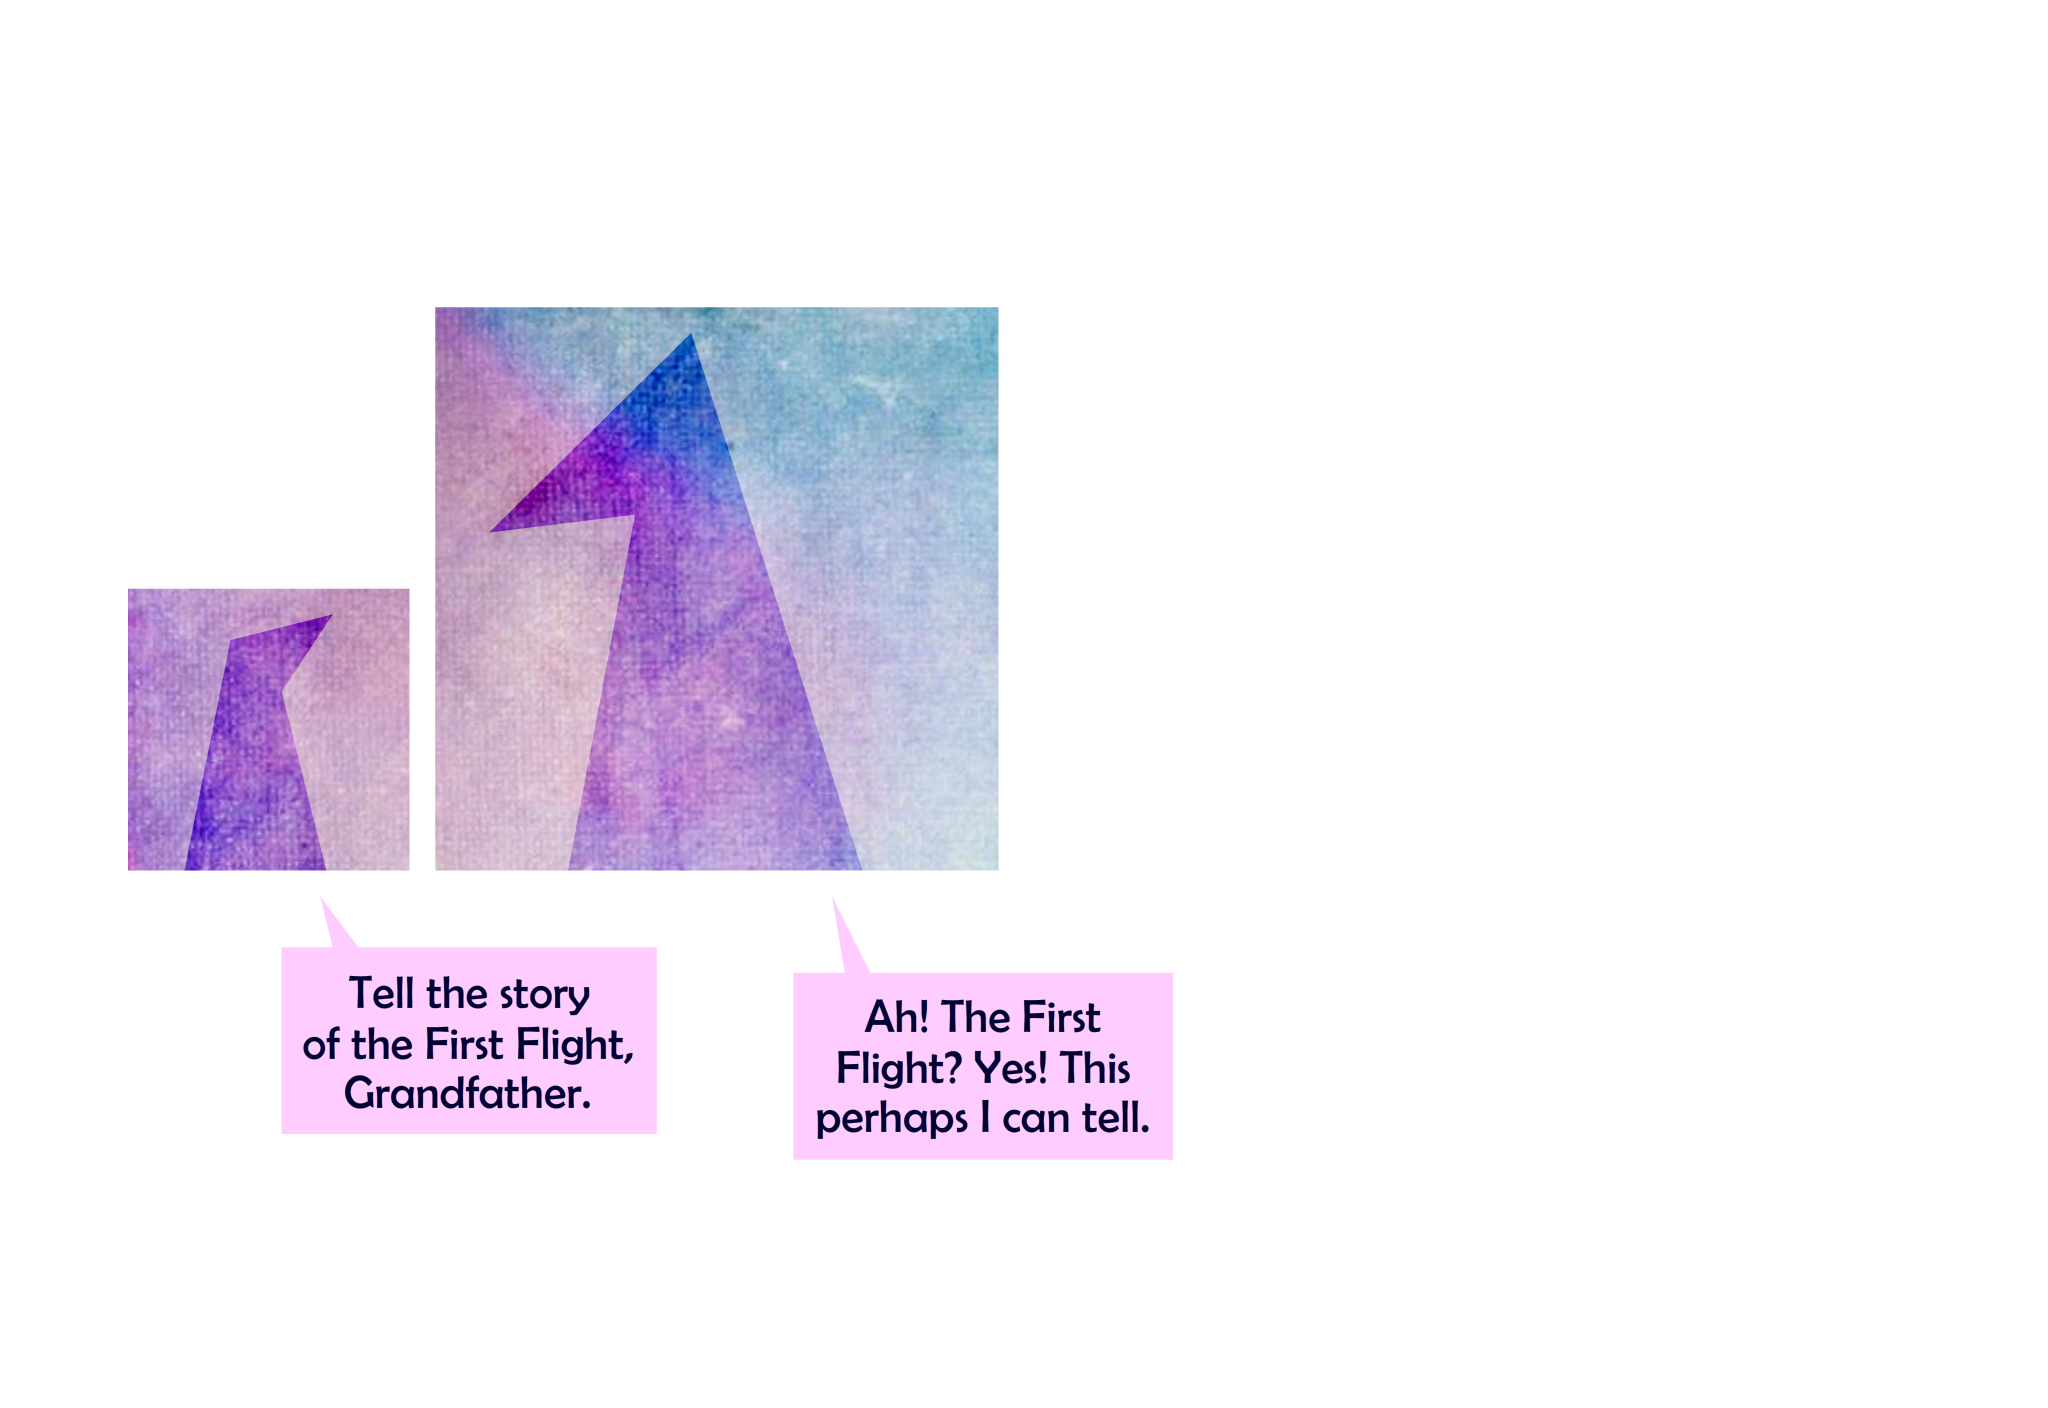 Tell the story
of the First Flight,
Grandfather.
Ah! The First
Flight? Yes! This
perhaps I can tell.